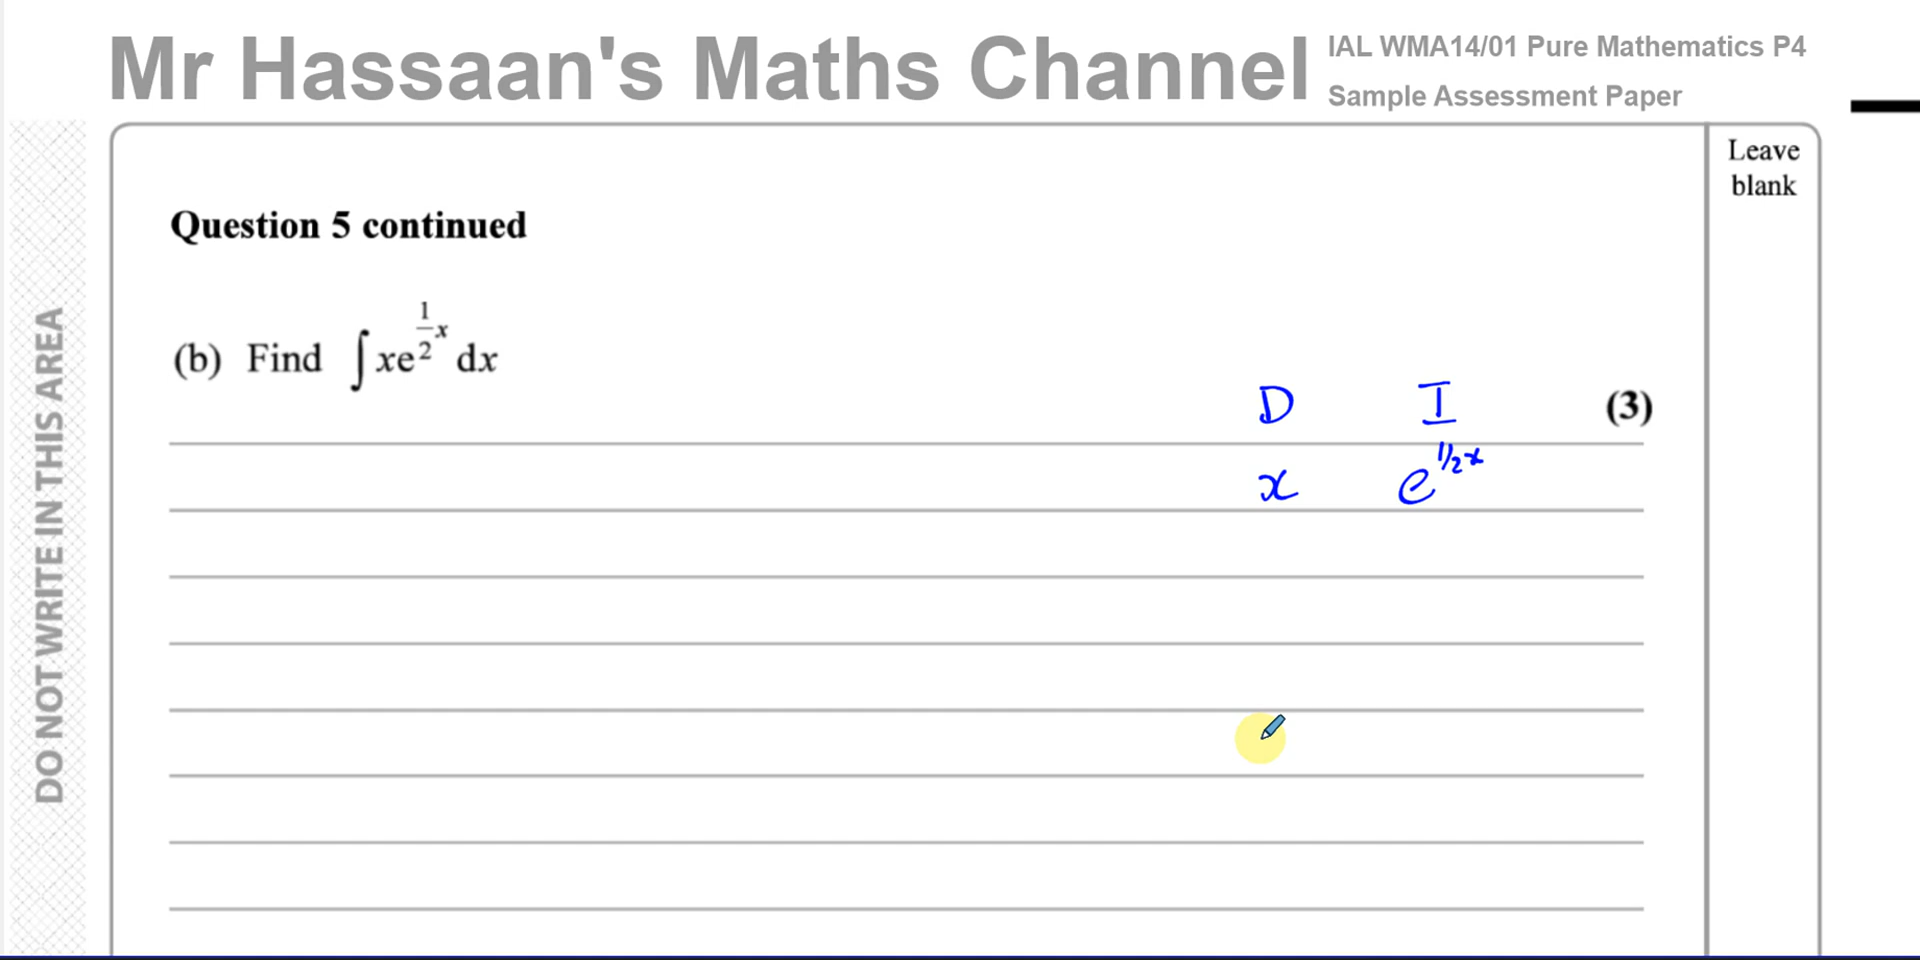 Mr Hassaan's Maths Channel
IAL WMA14/01 Pure Mathematics P4
Sample Assessment Paper
Leave
blank
DO NOT WRITE IN THIS AREA
Question 5 continued
(b) Find ∫xe^{\frac{1}{2}x} dx
(3)
D I
x e^{1/2 x}